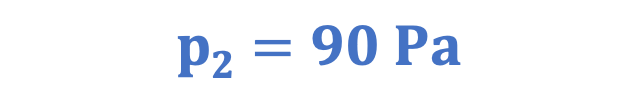 p₂ = 90 Pa